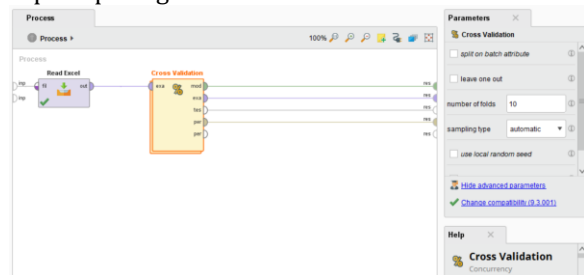 Process
Process
100%
Process
Read Excel
inp
fil
out
inp
Cross Validation
exa
mod
exa
tes
per
per
res
res
res
res
res
Parameters
Cross Validation
split on batch attribute
leave one out
number of folds
10
sampling type
automatic
use local random seed
Hide advanced parameters
Change compatibility (9.3.001)
Help
Cross Validation
Concurrency